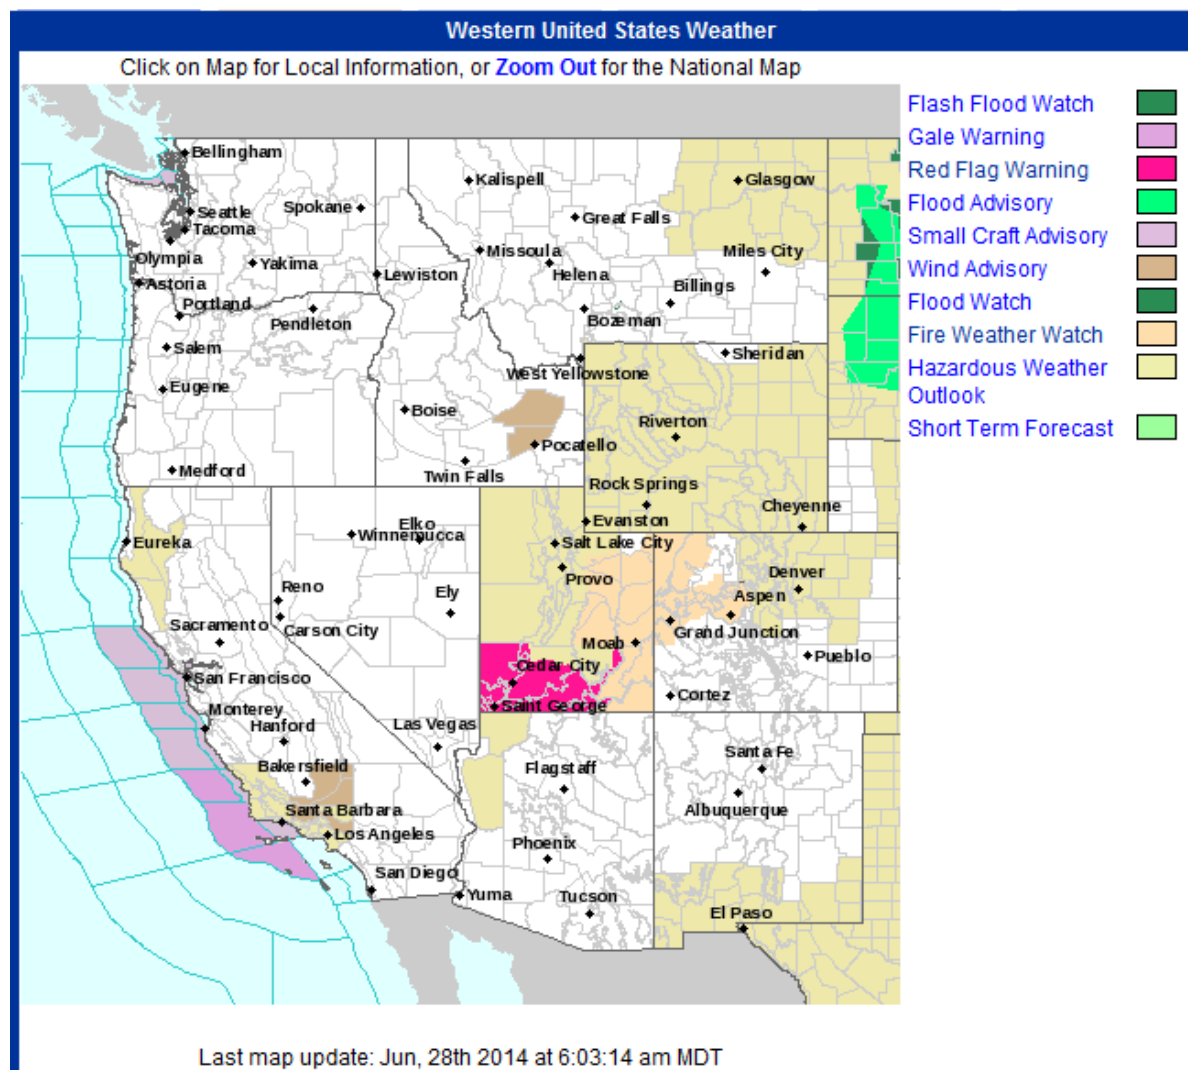 Western United States Weather
Click on Map for Local Information, or Zoom Out for the National Map
Flash Flood Watch
Gale Warning
Red Flag Warning
Flood Advisory
Small Craft Advisory
Wind Advisory
Flood Watch
Fire Weather Watch
Hazardous Weather
Outlook
Short Term Forecast
Bellingham
Kalispell
Glasgow
Seattle
Spokane
Great Falls
Tacoma
Olympia
Yakima
Missoula
Miles City
Helena
Lewiston
Astoria
Billings
Portland
Pendleton
Bozeman
Salem
Sheridan
West Yellowstone
Eugene
Boise
Riverton
Pocatello
Medford
Twin Falls
Rock Springs
Cheyenne
Evanston
Elko
Winnemucca
Eureka
Salt Lake City
Provo
Denver
Reno
Ely
Aspen
Sacramento
Carson City
Grand Junction
Moab
Pueblo
Cedar City
San Francisco
Cortez
Saint George
Monterey
Hanford
Las Vegas
Santa Fe
Bakersfield
Flagstaff
Albuquerque
Santa Barbara
Los Angeles
Phoenix
San Diego
Yuma
Tucson
El Paso
Last map update: Jun, 28th 2014 at 6:03:14 am MDT